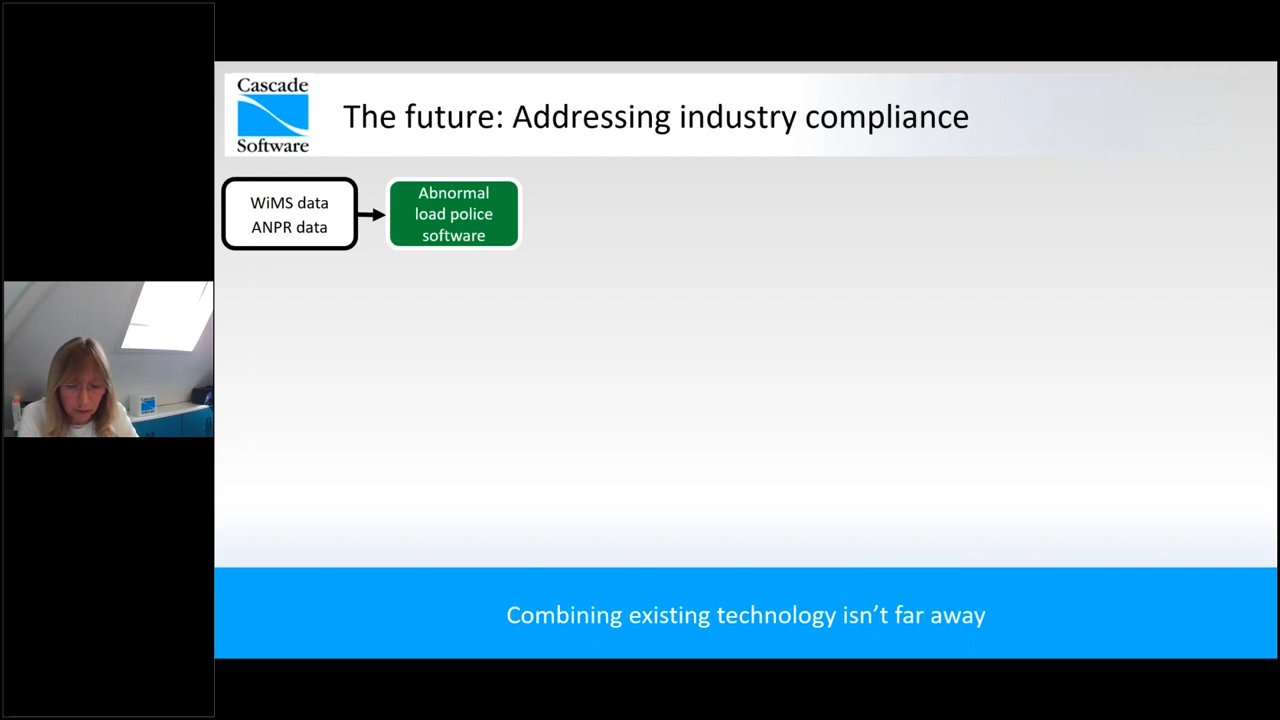 Cascade
Software
The future: Addressing industry compliance
WiMS data
ANPR data
Abnormal
load police
software
Combining existing technology isn’t far away